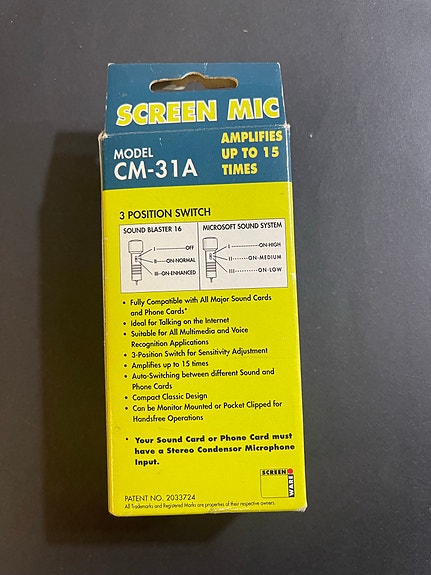 SCREEN MIC
AMPLIFIES
UP TO 15
TIMES
MODEL
CM-31A
3 POSITION SWITCH
SOUND BLASTER 16
I OFF
II ON-NORMAL
III ON-ENHANCED
MICROSOFT SOUND SYSTEM
I ON-HIGH
II ON-MEDIUM
III ON-LOW
• Fully Compatible with All Major Sound Cards
and Phone Cards*
• Ideal for Talking on the Internet
• Suitable for All Multimedia and Voice
Recognition Applications
• 3-Position Switch for Sensitivity Adjustment
• Amplifies up to 15 times
• Auto-Switching between different Sound and
Phone Cards
• Compact Classic Design
• Can be Monitor Mounted or Pocket Clipped for
Handsfree Operations
* Your Sound Card or Phone Card must
have a Stereo Condensor Microphone
Input.
SCREEN
WARE
PATENT NO. 2033724
All Trademarks and Registered Marks are properties of their respective owners.